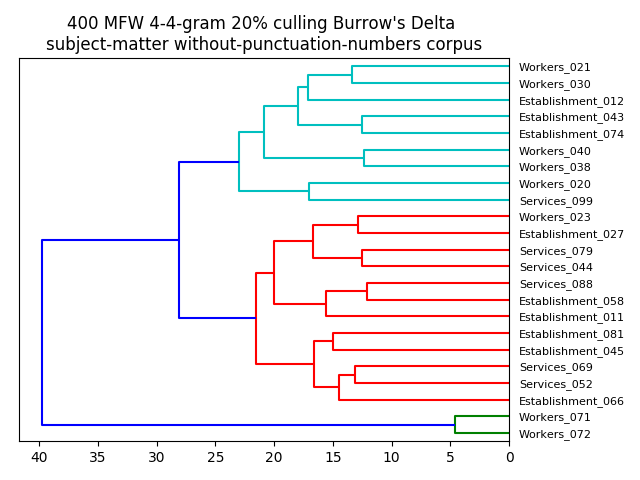 400 MFW 4-4-gram 20% culling Burrow's Delta
subject-matter without-punctuation-numbers corpus
Workers_021
Workers_030
Establishment_012
Establishment_043
Establishment_074
Workers_040
Workers_038
Workers_020
Services_099
Workers_023
Establishment_027
Services_079
Services_044
Services_088
Establishment_058
Establishment_011
Establishment_081
Establishment_045
Services_069
Services_052
Establishment_066
Workers_071
Workers_072
40 35 30 25 20 15 10 5 0